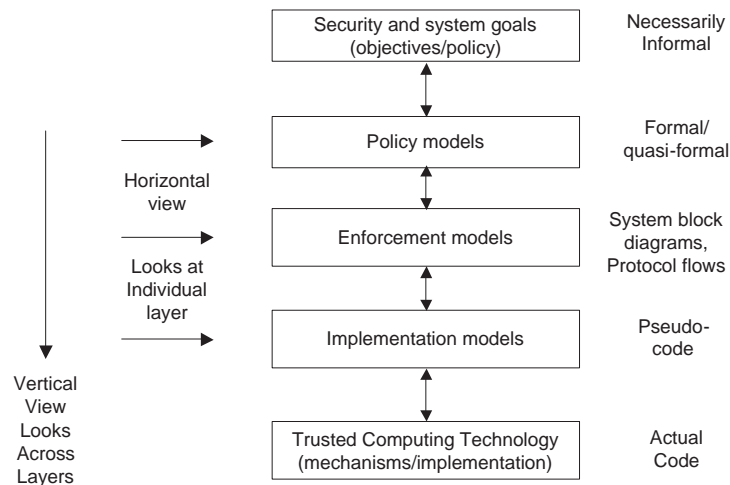 Security and system goals
(objectives/policy)
Necessarily
Informal
Policy models
Formal/
quasi-formal
Horizontal
view
Enforcement models
System block
diagrams,
Protocol flows
Looks at
Individual
layer
Implementation models
Pseudo-
code
Vertical
View
Looks
Across
Layers
Trusted Computing Technology
(mechanisms/implementation)
Actual
Code